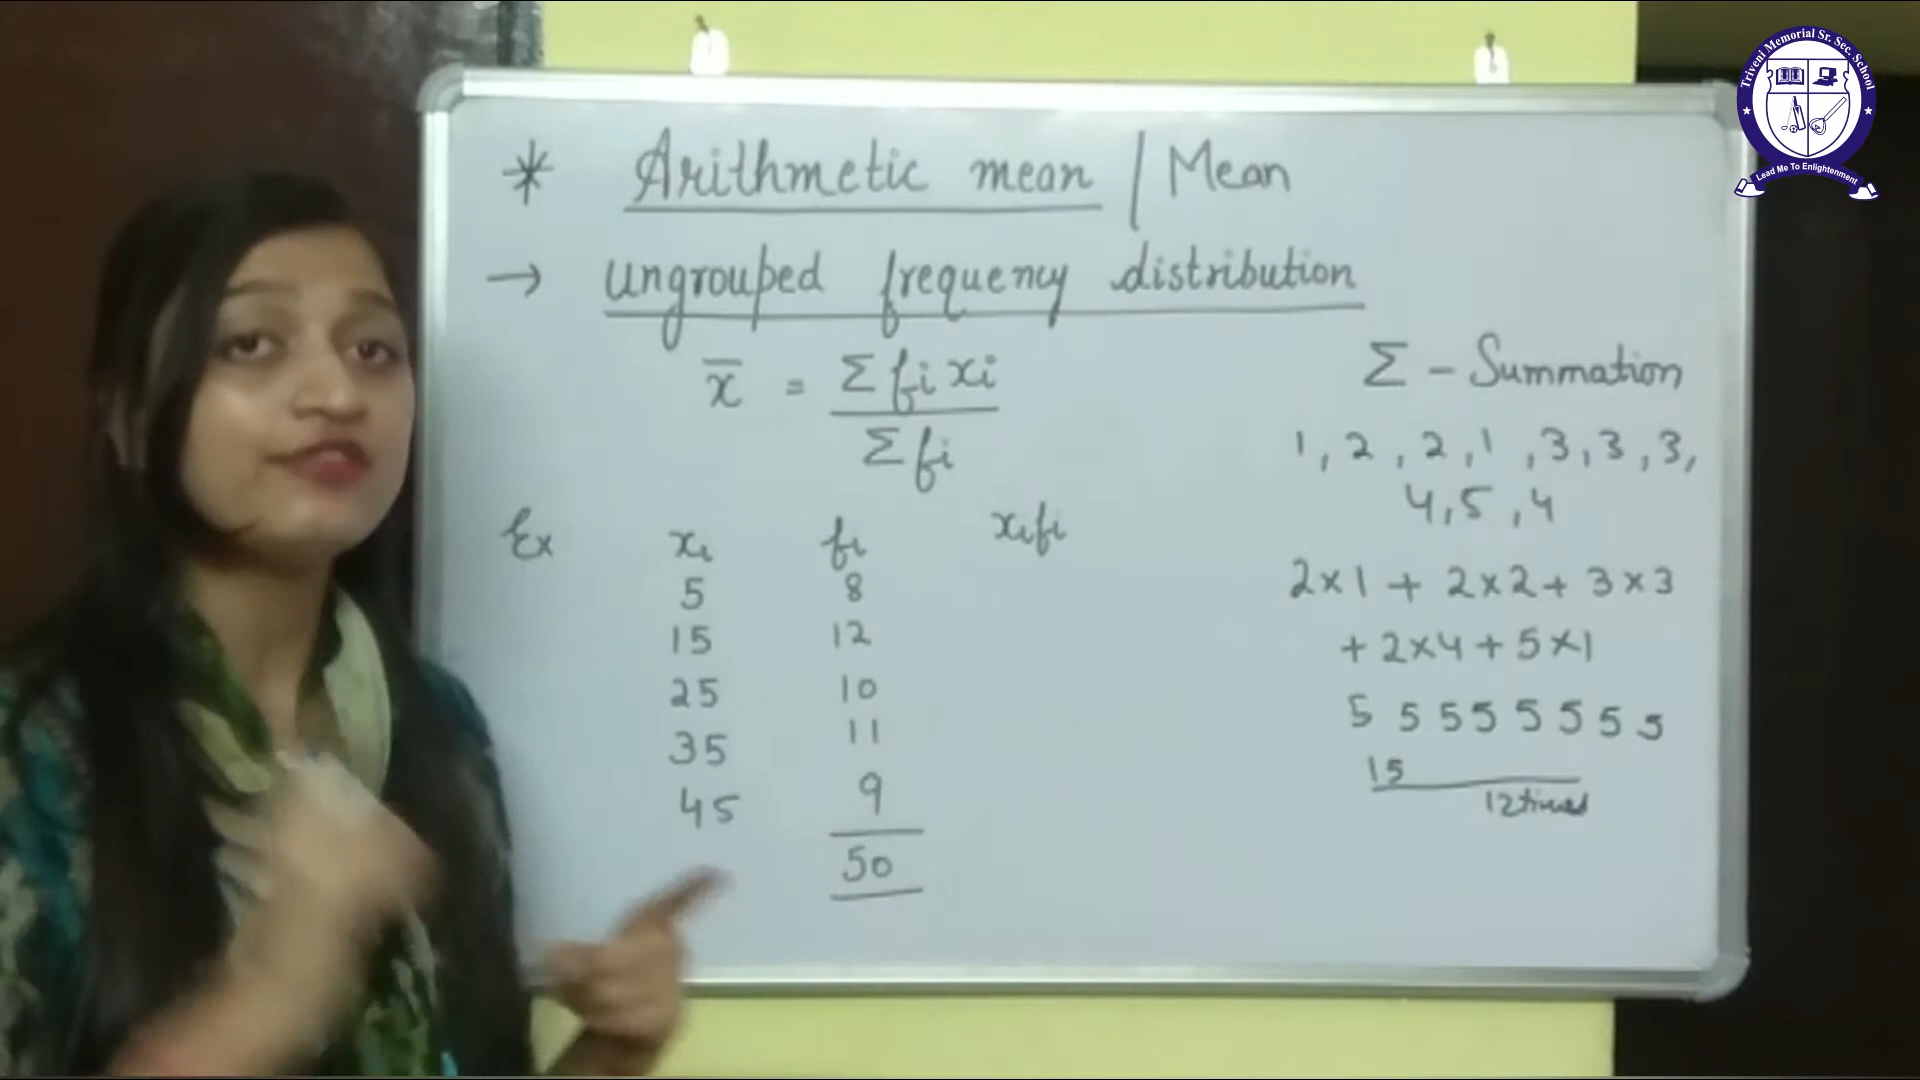 * Arithmetic mean | Mean
→ ungrouped frequency distribution
x̄ = Σ fi xi
Σ fi
Ex xi fi xifi
5 8
15 12
25 10
35 11
45 9
50
Σ - Summation
1, 2, 2, 1, 3, 3, 3,
4, 5, 4
2×1 + 2×2 + 3×3
+ 2×4 + 5×1
5 5 5 5 5 5 5 5
15
12 times
Triveni Memorial Sr. Sec. School
Lead Me To Enlightenment